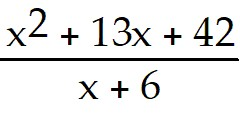 x² + 13x + 42
x + 6